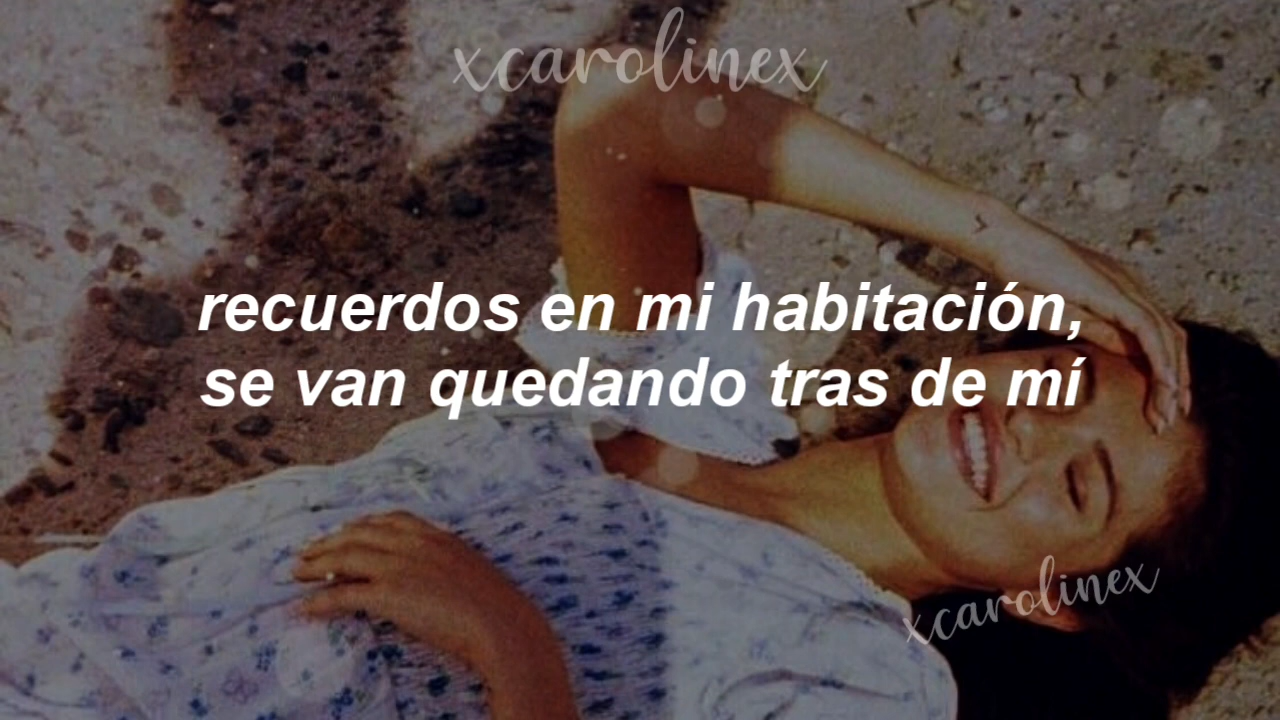 xcarolinex
recuerdos en mi habitación,
se van quedando tras de mí
xcarolinex